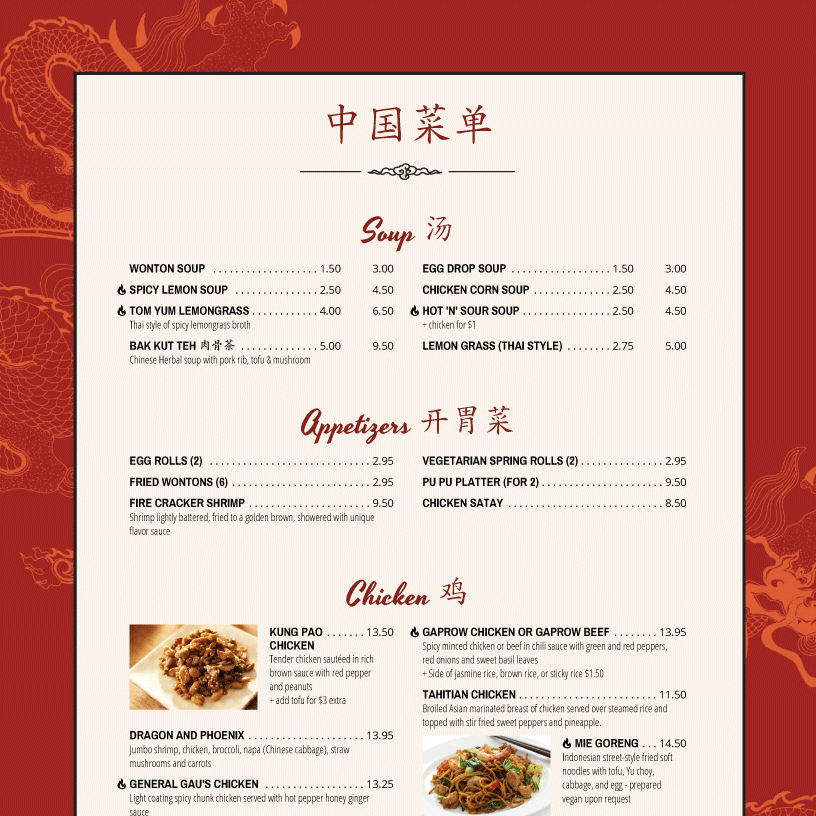 中国菜单
Soup 汤
WONTON SOUP . . . . . . . . . . . . . . . . . . . 1.50 3.00
SPICY LEMON SOUP . . . . . . . . . . . . . . . 2.50 4.50
TOM YUM LEMONGRASS . . . . . . . . . . . . 4.00 6.50
Thai style of spicy lemongrass broth
BAK KUT TEH 肉骨茶 . . . . . . . . . . . . . . 5.00 9.50
Chinese Herbal soup with pork rib, tofu & mushroom
EGG DROP SOUP . . . . . . . . . . . . . . . . . . 1.50 3.00
CHICKEN CORN SOUP . . . . . . . . . . . . . . 2.50 4.50
HOT 'N' SOUR SOUP . . . . . . . . . . . . . . . . 2.50 4.50
+ chicken for $1
LEMON GRASS (THAI STYLE) . . . . . . . . 2.75 5.00
Appetizers 开胃菜
EGG ROLLS (2) . . . . . . . . . . . . . . . . . . . . . . . . . . . . 2.95
FRIED WONTONS (6) . . . . . . . . . . . . . . . . . . . . . . . . 2.95
FIRE CRACKER SHRIMP . . . . . . . . . . . . . . . . . . . . . 9.50
Shrimp lightly battered, fried to a golden brown, showered with unique
flavor sauce
VEGETARIAN SPRING ROLLS (2) . . . . . . . . . . . . . . 2.95
PU PU PLATTER (FOR 2) . . . . . . . . . . . . . . . . . . . . . 9.50
CHICKEN SATAY . . . . . . . . . . . . . . . . . . . . . . . . . . . 8.50
Chicken 鸡
KUNG PAO . . . . . . . 13.50
CHICKEN
Tender chicken sautéed in rich
brown sauce with red pepper
and peanuts
+ add tofu for $3 extra
DRAGON AND PHOENIX . . . . . . . . . . . . . . . . . . . . 13.95
Jumbo shrimp, chicken, broccoli, napa (Chinese cabbage), straw
mushrooms and carrots
GENERAL GAU'S CHICKEN . . . . . . . . . . . . . . . . . . 13.25
Light coating spicy chunk chicken served with hot pepper honey ginger
sauce
GAPROW CHICKEN OR GAPROW BEEF . . . . . . . . 13.95
Spicy minced chicken or beef in chili sauce with green and red peppers,
red onions and sweet basil leaves
+ Side of jasmine rice, brown rice, or sticky rice $1.50
TAHITIAN CHICKEN . . . . . . . . . . . . . . . . . . . . . . . . 11.50
Broiled Asian marinated breast of chicken served over steamed rice and
topped with stir fried sweet peppers and pineapple.
MIE GORENG . . . 14.50
Indonesian street-style fried soft
noodles with tofu, Yu choy,
cabbage, and egg - prepared
vegan upon request